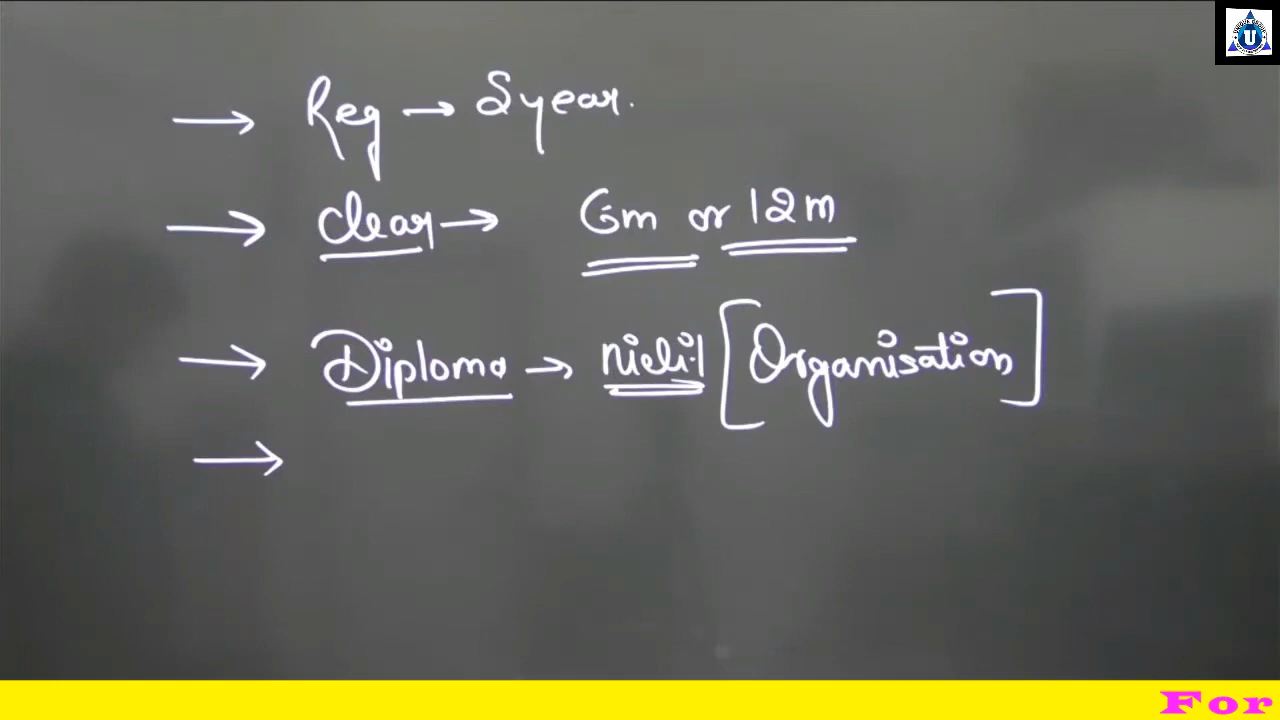 → Reg → 2 year.
→ clear → 6m or 12m
→ Diploma → nielit [Organisation]
→
U
For